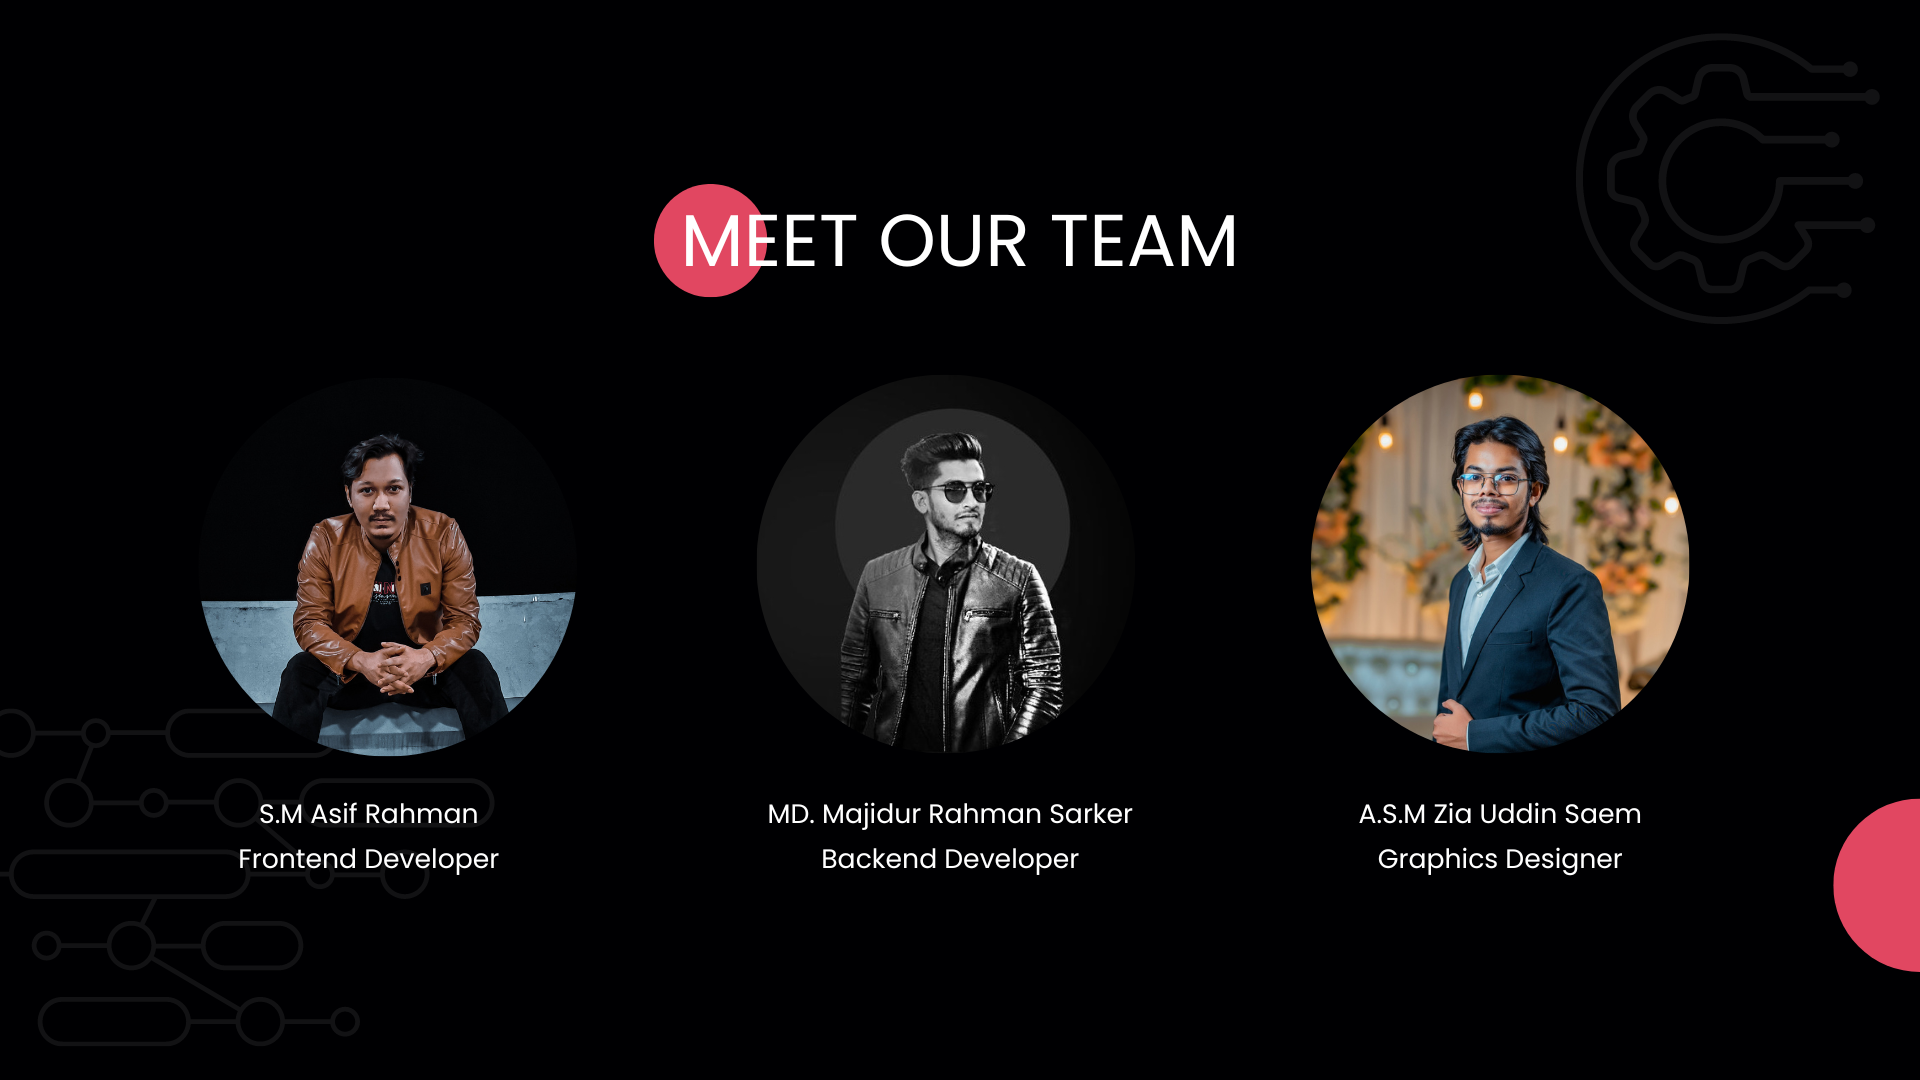 MEET OUR TEAM
S.M Asif Rahman
Frontend Developer
MD. Majidur Rahman Sarker
Backend Developer
A.S.M Zia Uddin Saem
Graphics Designer